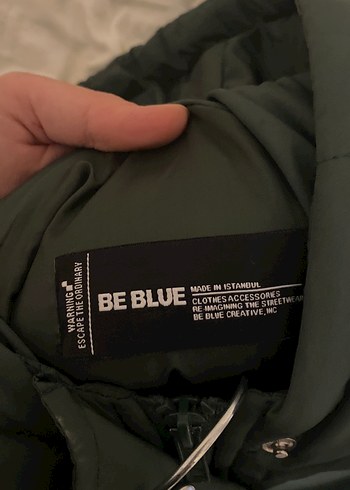 WARNING
ESCAPE THE ORDINARY
BE BLUE
MADE IN ISTANBUL
CLOTHES ACCESSORIES
RE-IMAGINING THE STREETWEAR
BE BLUE CREATIVE, INC